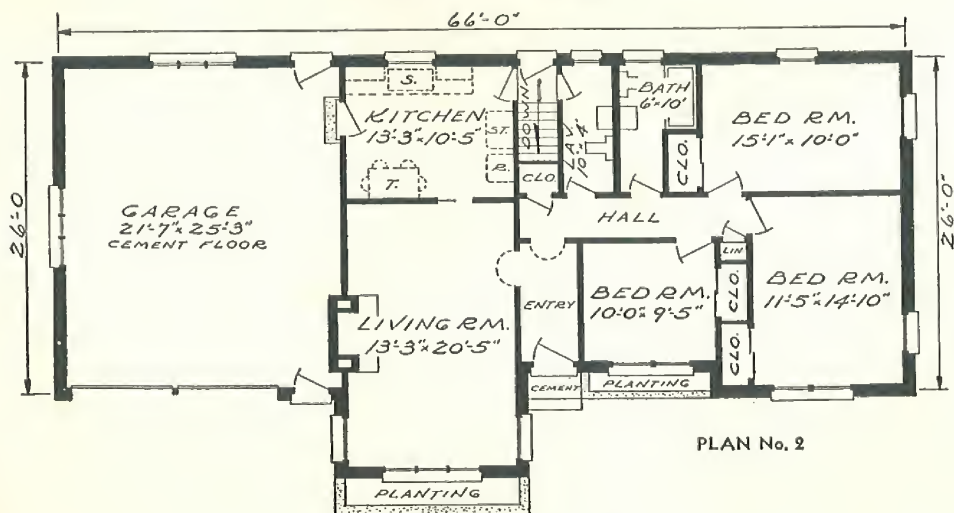 66'-0"
26'-0
26'-0"
GARAGE
21'-7" x 25'-3"
CEMENT FLOOR
S.
KITCHEN
13'-3" x 10'-5"
ST.
R.
T.
DOWN
CLO.
LAV.
10'-4"
BATH
6'-10'
CLO.
BED RM.
15'-1" x 10'-0"
HALL
LIVING RM.
13'-3" x 20'-5"
ENTRY
BED RM.
10'-0" x 9'-5"
LIN
CLO.
CLO.
BED RM.
11'-5" x 14'-10"
CEMENT
PLANTING
PLANTING
PLAN No. 2